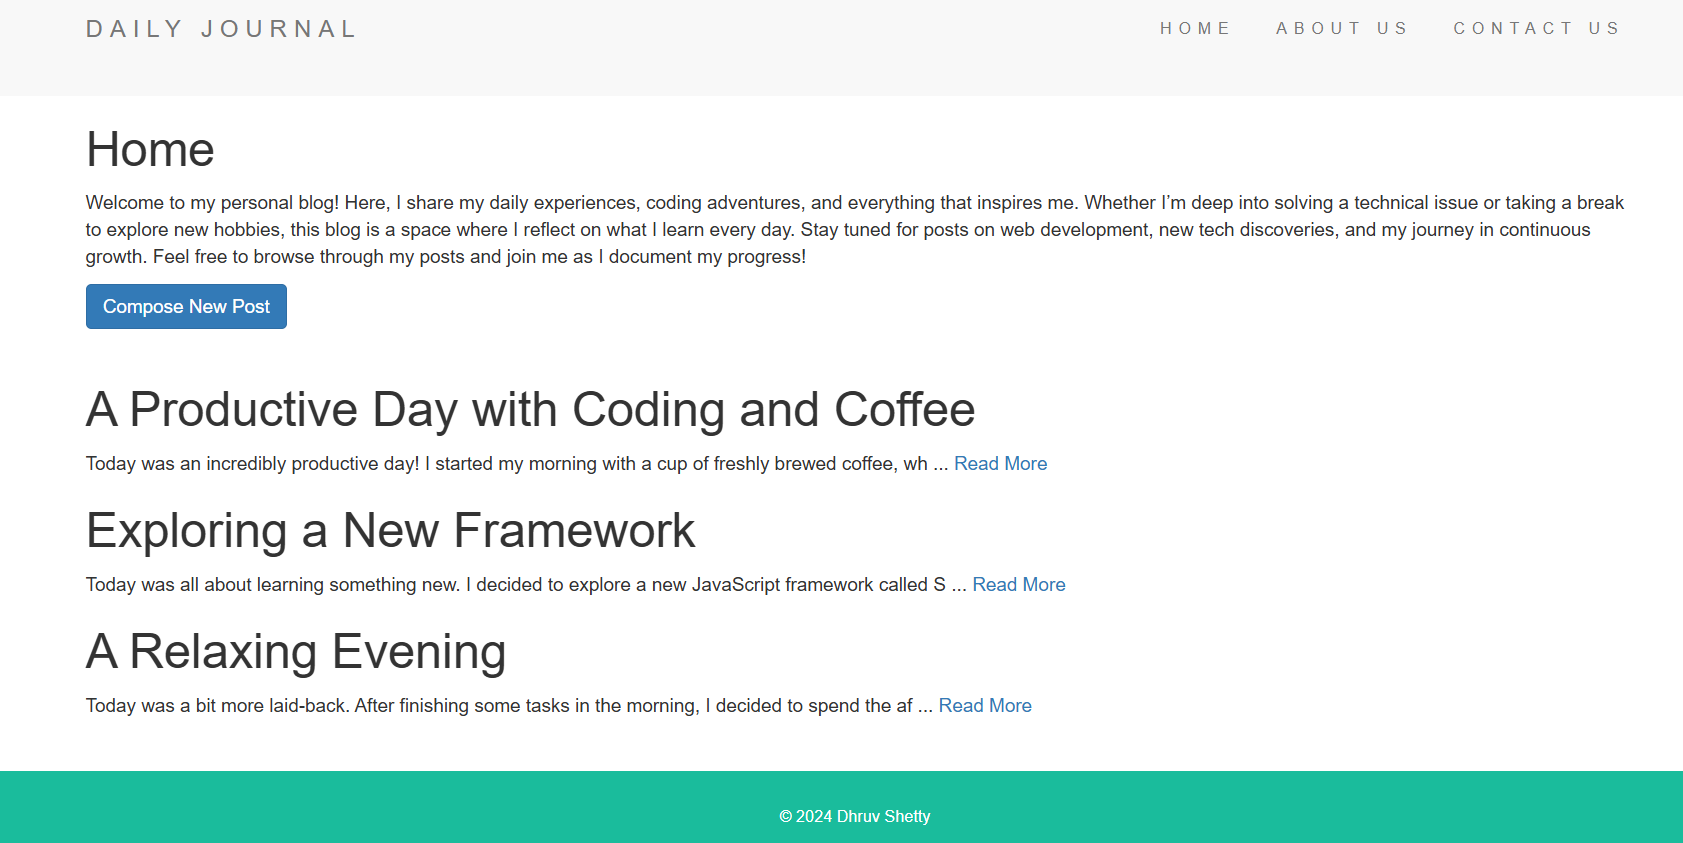 DAILY JOURNAL
HOME ABOUT US CONTACT US
Home
Welcome to my personal blog! Here, I share my daily experiences, coding adventures, and everything that inspires me. Whether I’m deep into solving a technical issue or taking a break
to explore new hobbies, this blog is a space where I reflect on what I learn every day. Stay tuned for posts on web development, new tech discoveries, and my journey in continuous
growth. Feel free to browse through my posts and join me as I document my progress!
Compose New Post
A Productive Day with Coding and Coffee
Today was an incredibly productive day! I started my morning with a cup of freshly brewed coffee, wh ... Read More
Exploring a New Framework
Today was all about learning something new. I decided to explore a new JavaScript framework called S ... Read More
A Relaxing Evening
Today was a bit more laid-back. After finishing some tasks in the morning, I decided to spend the af ... Read More
© 2024 Dhruv Shetty